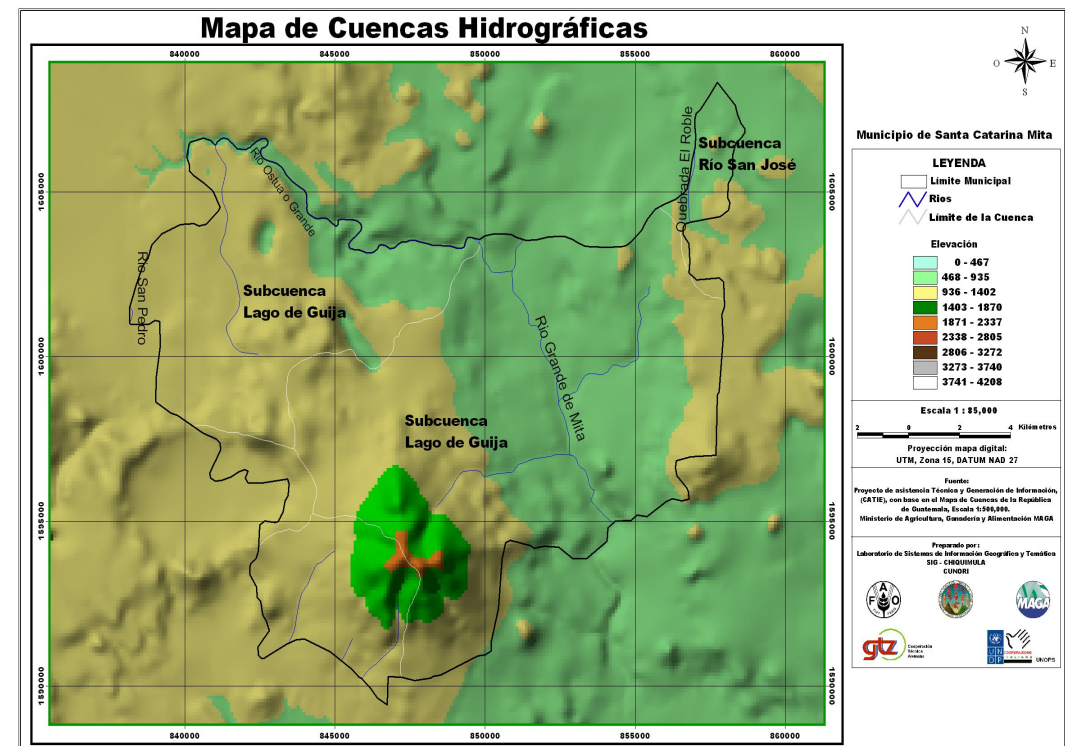 Mapa de Cuencas Hidrográficas
840000 845000 850000 855000 860000
N
O E
S
Municipio de Santa Catarina Mita
LEYENDA
Límite Municipal
Rios
Límite de la Cuenca
Elevación
0 - 467
468 - 935
936 - 1402
1403 - 1870
1871 - 2337
2338 - 2805
2806 - 3272
3273 - 3740
3741 - 4208
Escala 1 : 85,000
2 0 2 4 Kilómetros
Proyección mapa digital:
UTM, Zona 15, DATUM NAD 27
Fuente:
Proyecto de asistencia Técnica y Generación de Información,
(CATIE), con base en el Mapa de Cuencas de la República
de Guatemala, Escala 1:500,000.
Ministerio de Agricultura, Ganadería y Alimentación MAGA
Preparado por :
Laboratorio de Sistemas de Información Geográfica y Temática
SIG - CHIQUIMULA
CUNORI
F A O
MAGA
gtz
Cooperación
Técnica
Alemana
U N
D P
UNOPS
Quebrada El Roble
Subcuenca
Río San José
Rio Ostua o Grande
Rio San Pedro
Subcuenca
Lago de Guija
Rio Grande de Mita
Subcuenca
Lago de Guija
1605000 1605000
1600000 1600000
1595000 1595000
1590000 1590000
840000 845000 850000 855000 860000